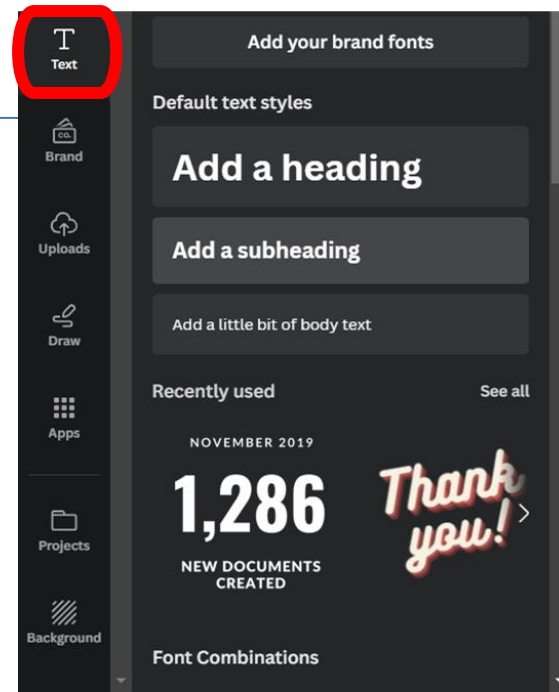 T
Text
CO.
Brand
Uploads
Draw
Apps
Projects
Background
Add your brand fonts
Default text styles
Add a heading
Add a subheading
Add a little bit of body text
Recently used
See all
NOVEMBER 2019
1,286
NEW DOCUMENTS
CREATED
Thank
you!
Font Combinations